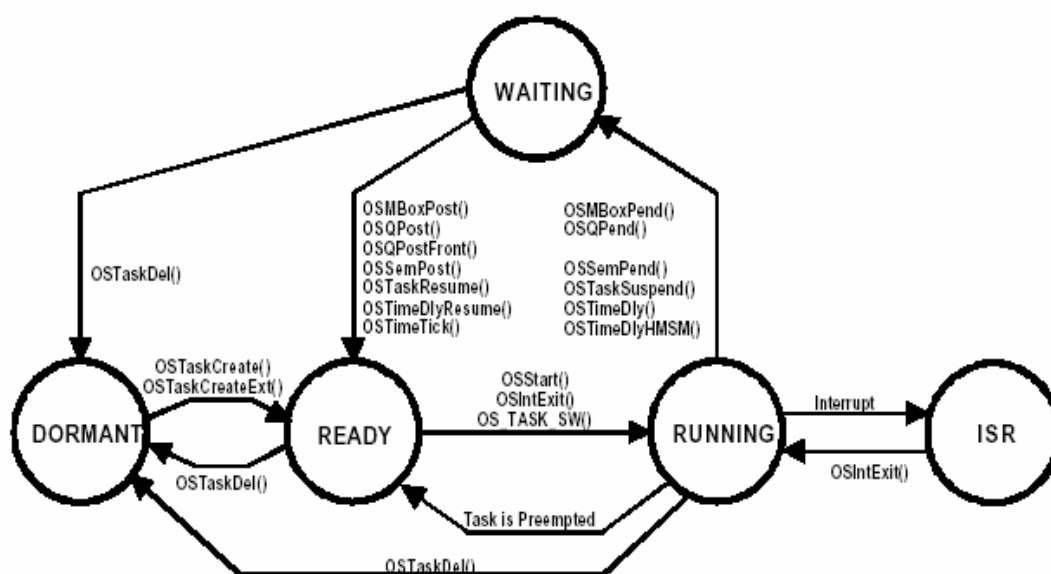 WAITING
OSMBoxPost()
OSQPost()
OSQPostFront()
OSSemPost()
OSTaskResume()
OSTimeDlyResume()
OSTimeTick()
OSMBoxPend()
OSQPend()
OSSemPend()
OSTaskSuspend()
OSTimeDly()
OSTimeDlyHMSM()
OSTaskDel()
OSTaskCreate()
OSTaskCreateExt()
OSStart()
OSIntExit()
OS_TASK_SW()
Interrupt
DORMANT
READY
RUNNING
ISR
OSTaskDel()
OSIntExit()
Task is Preempted
OSTaskDel()